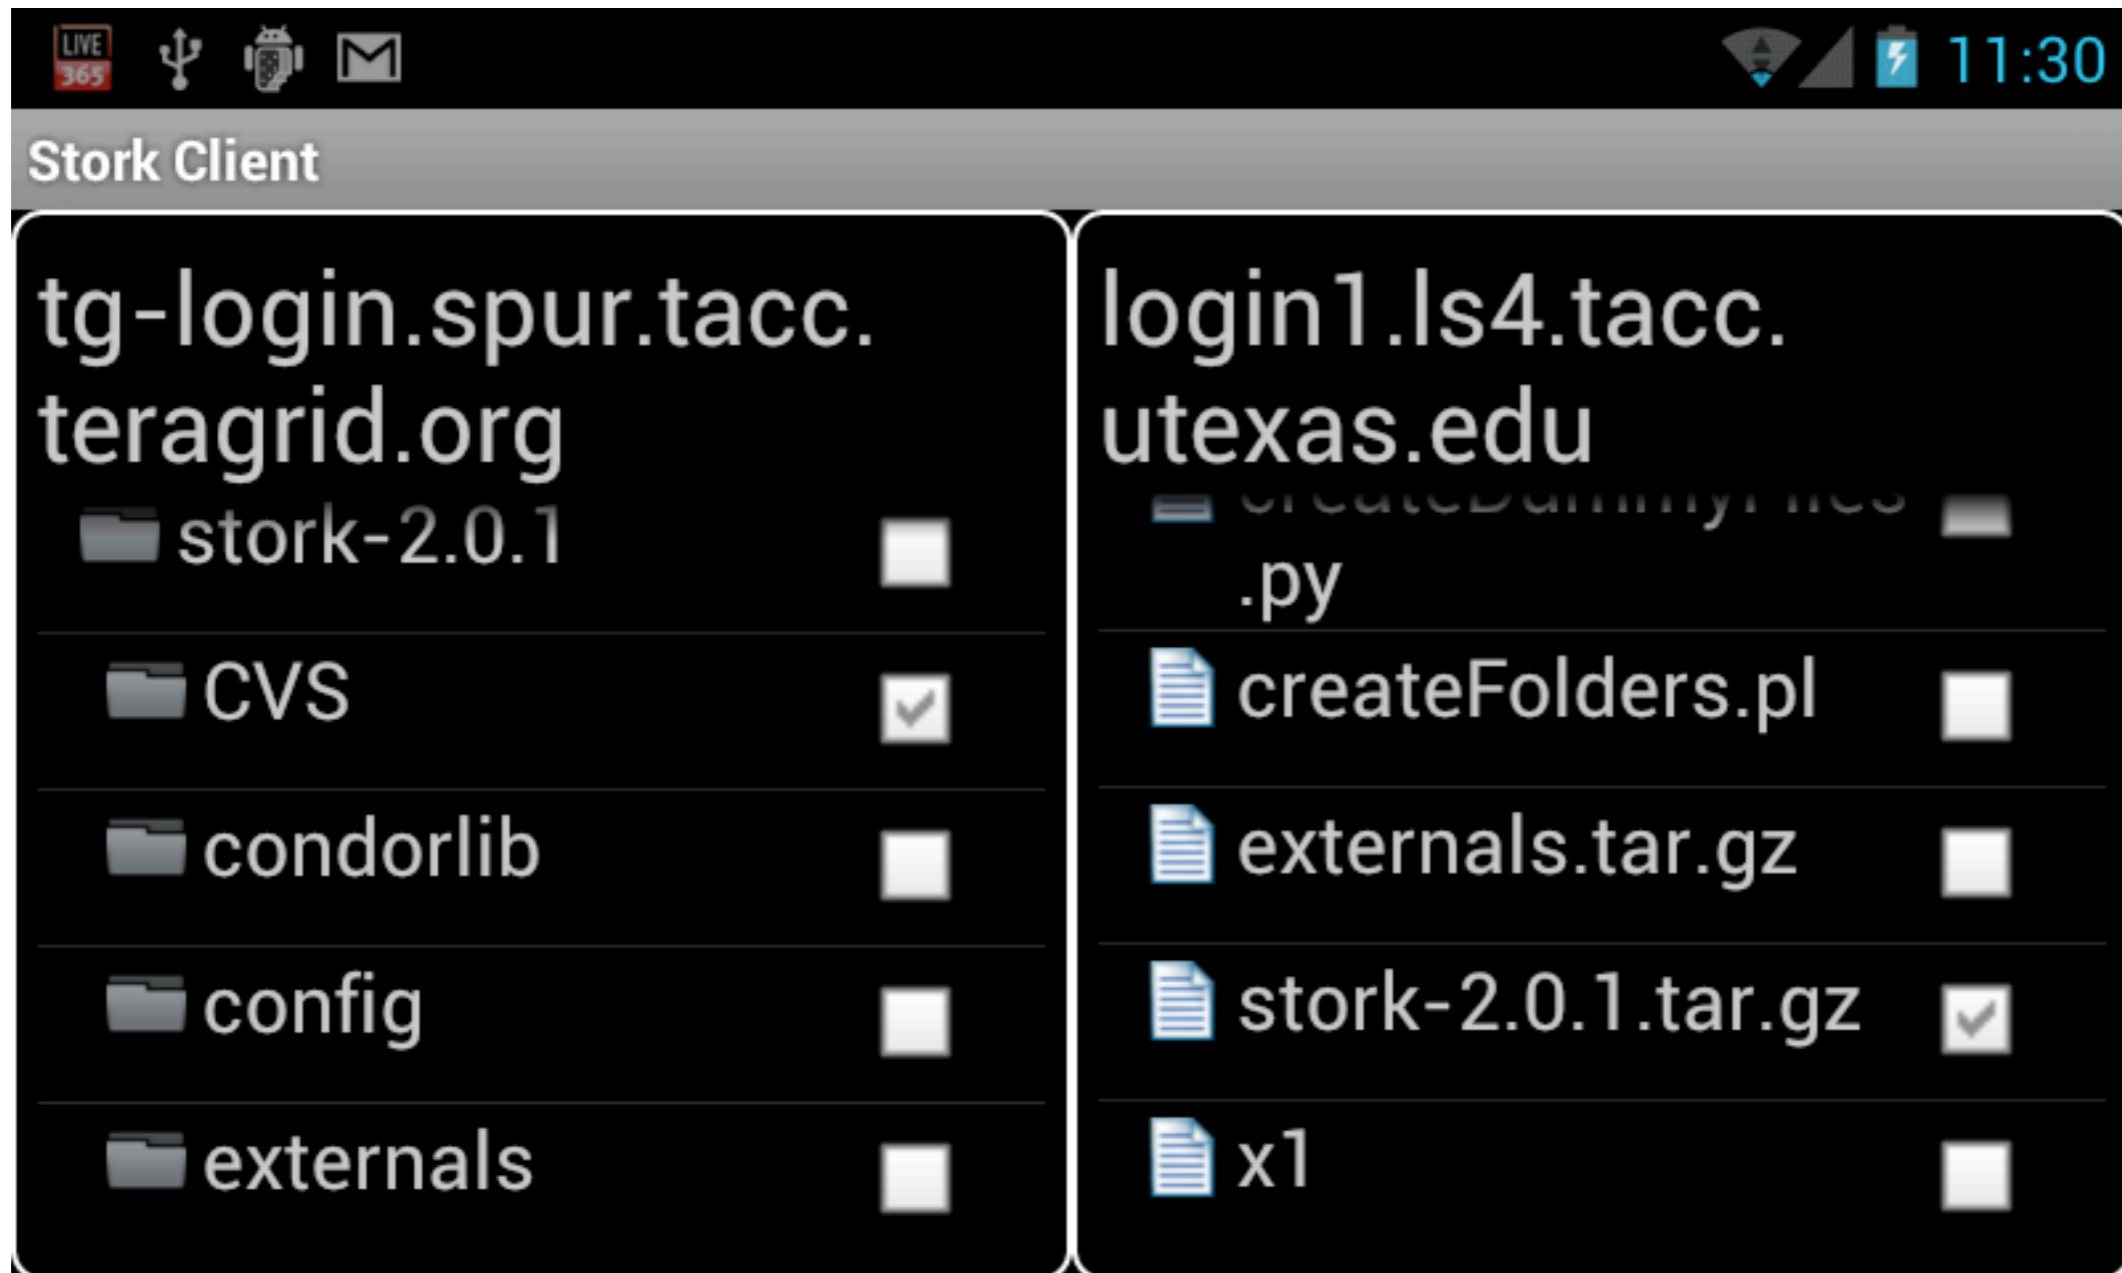 LIVE
365
11:30
Stork Client
tg-login.spur.tacc.
teragrid.org
stork-2.0.1
CVS
condorlib
config
externals
login1.ls4.tacc.
utexas.edu
createDummyFiles
.py
createFolders.pl
externals.tar.gz
stork-2.0.1.tar.gz
x1